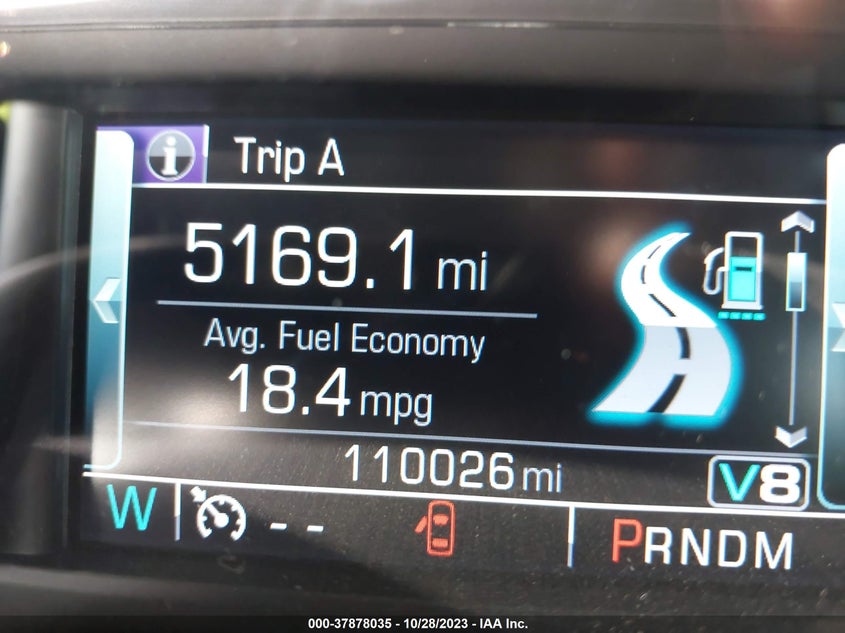 i Trip A
5169.1 mi
Avg. Fuel Economy
18.4 mpg
110026 mi
V8
W -- PRNDM
000-37878035 - 10/28/2023 - IAA Inc.